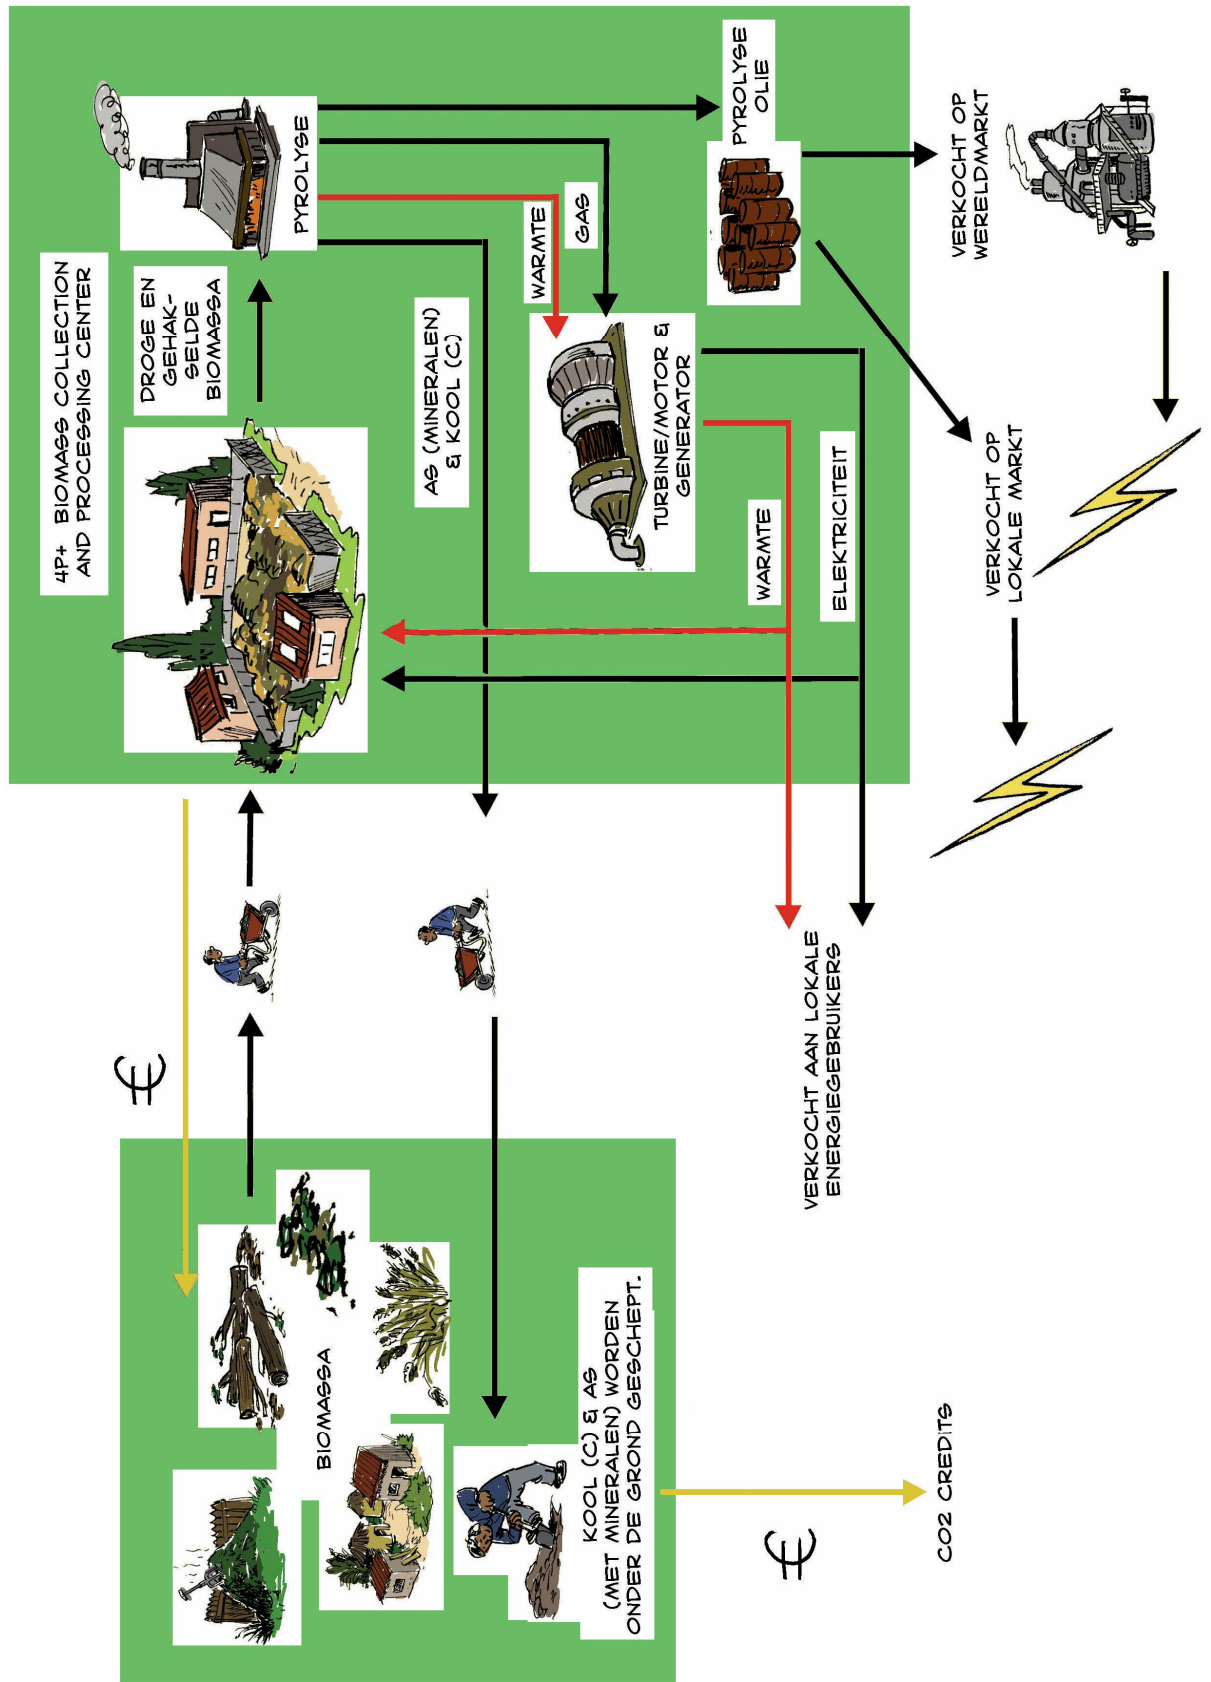 4P+ BIOMASS COLLECTION
AND PROCESSING CENTER
DROGE EN
GEHAK-
SELDE
BIOMASSA
PYROLYSE
AS (MINERALEN)
& KOOL (C)
WARMTE
GAS
TURBINE/MOTOR &
GENERATOR
PYROLYSE
OLIE
WARMTE
ELEKTRICITEIT
VERKOCHT OP
WERELDMARKT
VERKOCHT OP
LOKALE MARKT
VERKOCHT AAN LOKALE
ENERGIEGEBRUIKERS
€
BIOMASSA
KOOL (C) & AS
(MET MINERALEN) WORDEN
ONDER DE GROND GESCHEPT.
€
CO2 CREDITS